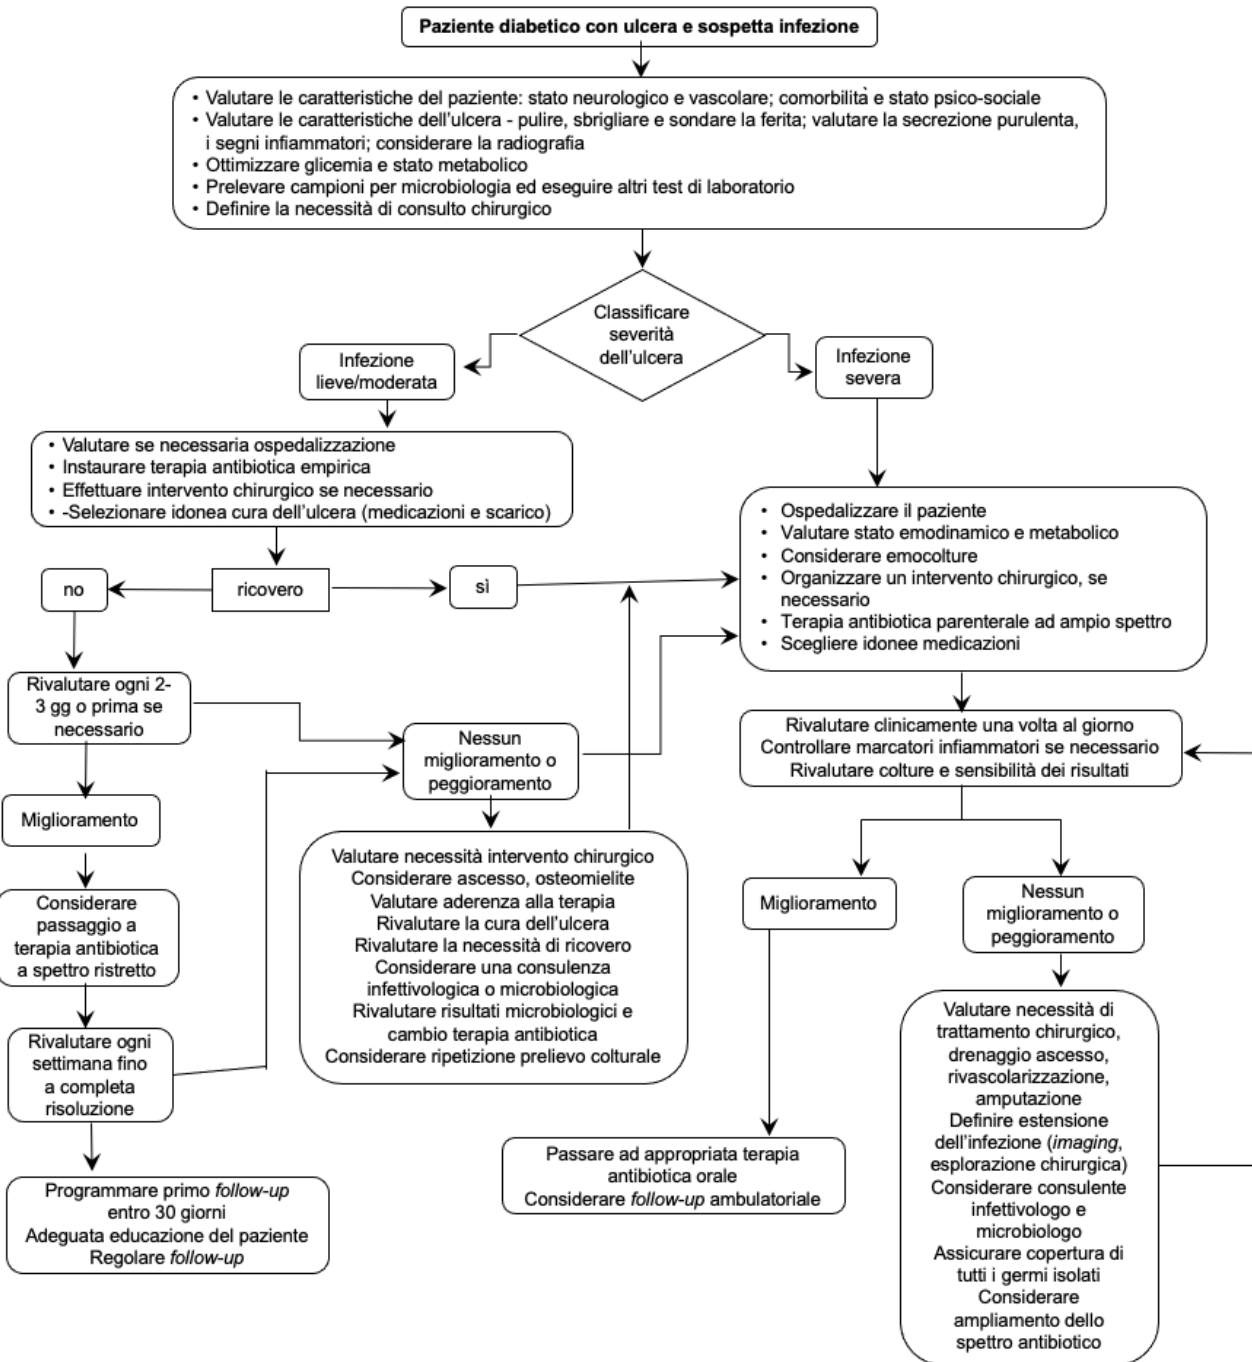 Paziente diabetico con ulcera e sospetta infezione
• Valutare le caratteristiche del paziente: stato neurologico e vascolare; comorbilità e stato psico-sociale
• Valutare le caratteristiche dell'ulcera - pulire, sbrigliare e sondare la ferita; valutare la secrezione purulenta,
i segni infiammatori; considerare la radiografia
• Ottimizzare glicemia e stato metabolico
• Prelevare campioni per microbiologia ed eseguire altri test di laboratorio
• Definire la necessità di consulto chirurgico
Classificare
severità
dell'ulcera
Infezione
lieve/moderata
Infezione
severa
• Valutare se necessaria ospedalizzazione
• Instaurare terapia antibiotica empirica
• Effettuare intervento chirurgico se necessario
• -Selezionare idonea cura dell'ulcera (medicazioni e scarico)
• Ospedalizzare il paziente
• Valutare stato emodinamico e metabolico
• Considerare emocolture
• Organizzare un intervento chirurgico, se
necessario
• Terapia antibiotica parenterale ad ampio spettro
• Scegliere idonee medicazioni
no
ricovero
sì
Rivalutare ogni 2-
3 gg o prima se
necessario
Nessun
miglioramento o
peggioramento
Rivalutare clinicamente una volta al giorno
Controllare marcatori infiammatori se necessario
Rivalutare colture e sensibilità dei risultati
Miglioramento
Valutare necessità intervento chirurgico
Considerare ascesso, osteomielite
Valutare aderenza alla terapia
Rivalutare la cura dell'ulcera
Rivalutare la necessità di ricovero
Considerare una consulenza
infettivologica o microbiologica
Rivalutare risultati microbiologici e
cambio terapia antibiotica
Considerare ripetizione prelievo colturale
Miglioramento
Nessun
miglioramento o
peggioramento
Considerare
passaggio a
terapia antibiotica
a spettro ristretto
Rivalutare ogni
settimana fino
a completa
risoluzione
Valutare necessità di
trattamento chirurgico,
drenaggio ascesso,
rivascolarizzazione,
amputazione
Definire estensione
dell'infezione (imaging,
esplorazione chirurgica)
Considerare consulente
infettivologo e
microbiologo
Assicurare copertura di
tutti i germi isolati
Considerare
ampliamento dello
spettro antibiotico
Passare ad appropriata terapia
antibiotica orale
Considerare follow-up ambulatoriale
Programmare primo follow-up
entro 30 giorni
Adeguata educazione del paziente
Regolare follow-up